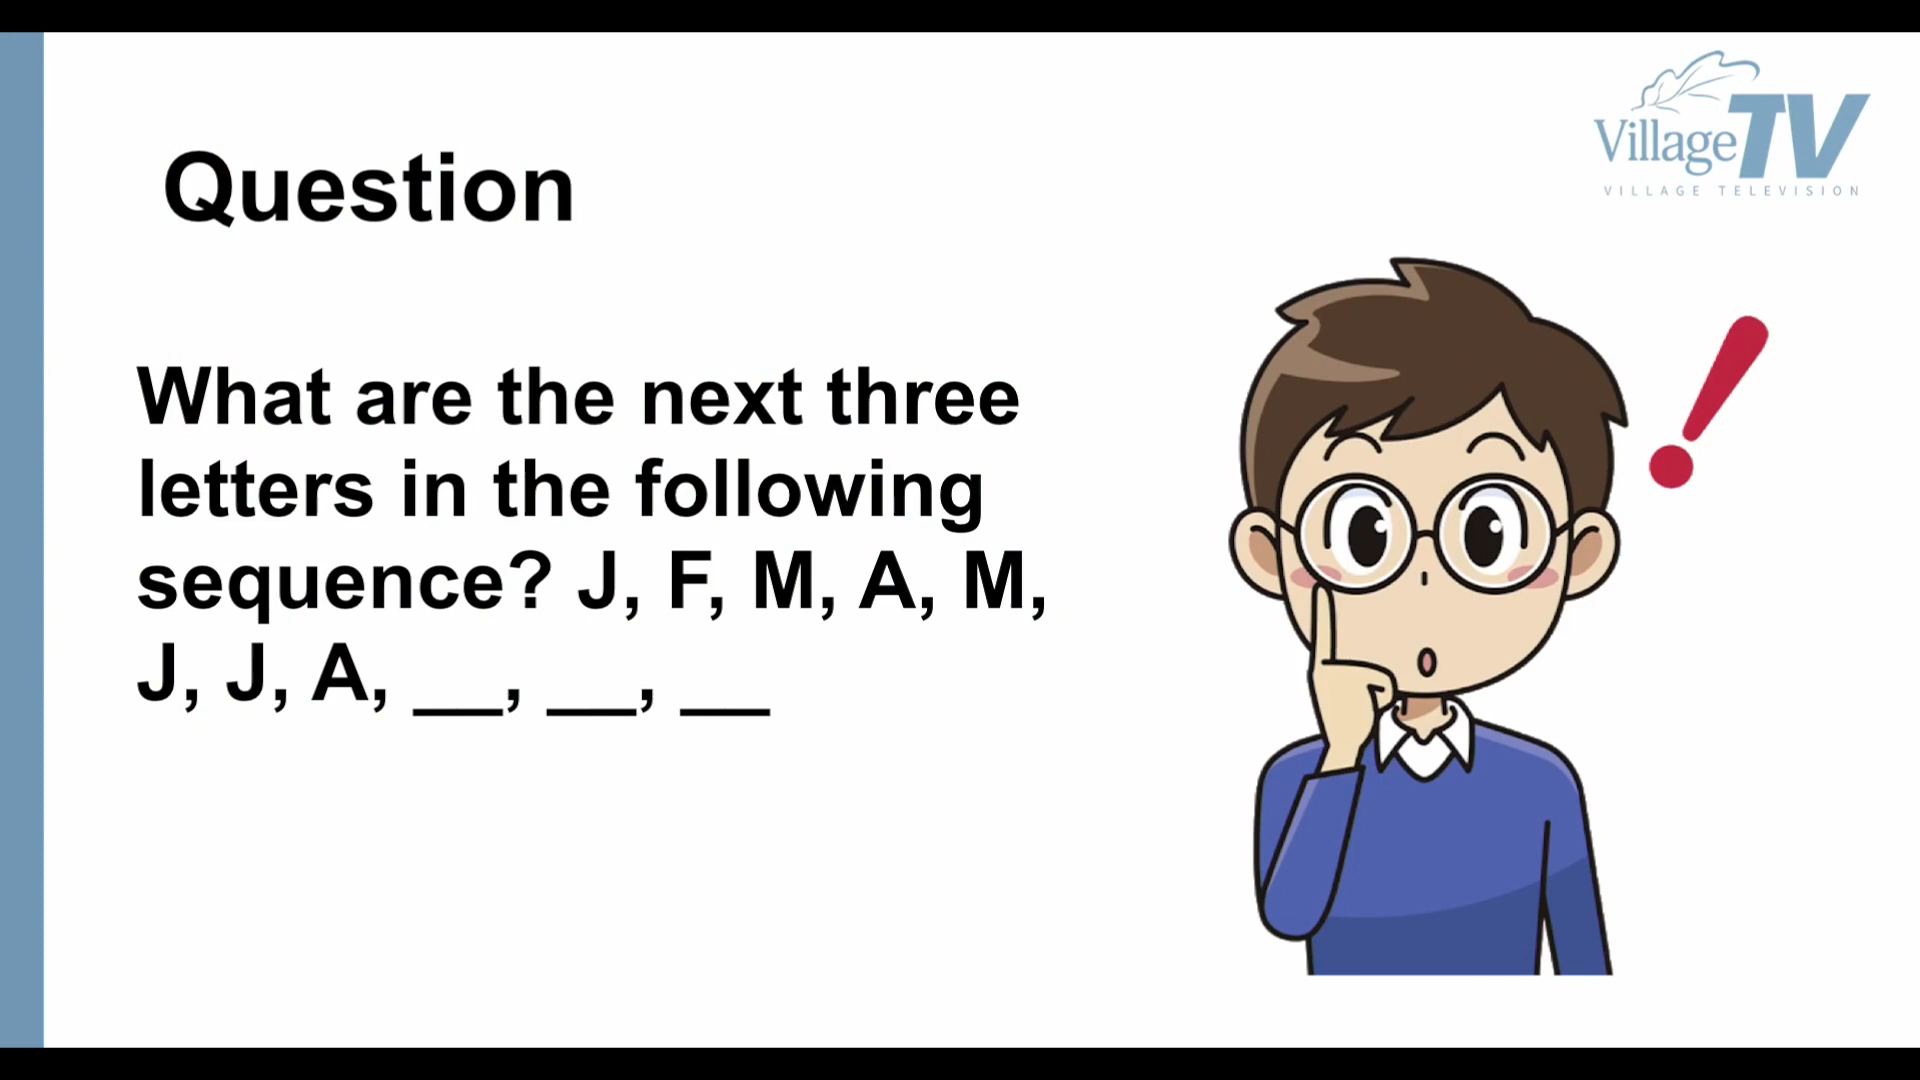 Village TV
VILLAGE TELEVISION
Question
What are the next three
letters in the following
sequence? J, F, M, A, M,
J, J, A, __, __, __